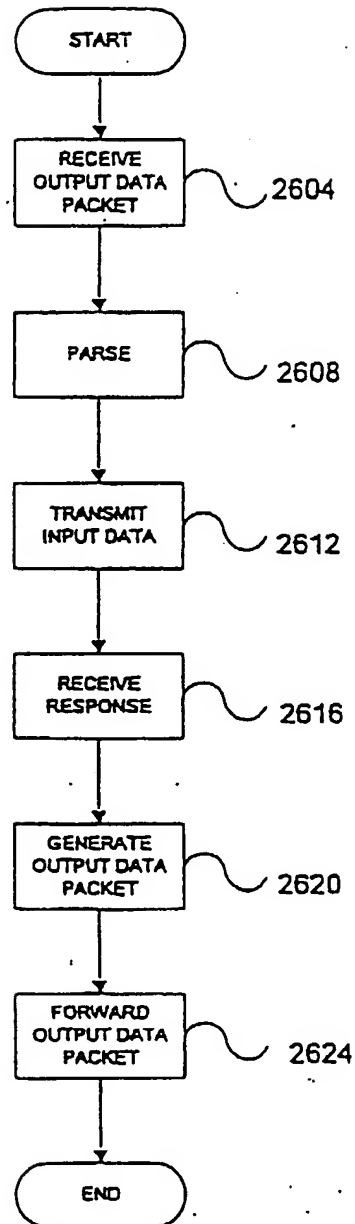 START
RECEIVE
OUTPUT DATA
PACKET
2604
PARSE
2608
TRANSMIT
INPUT DATA
2612
RECEIVE
RESPONSE
2616
GENERATE
OUTPUT DATA
PACKET
2620
FORWARD
OUTPUT DATA
PACKET
2624
END